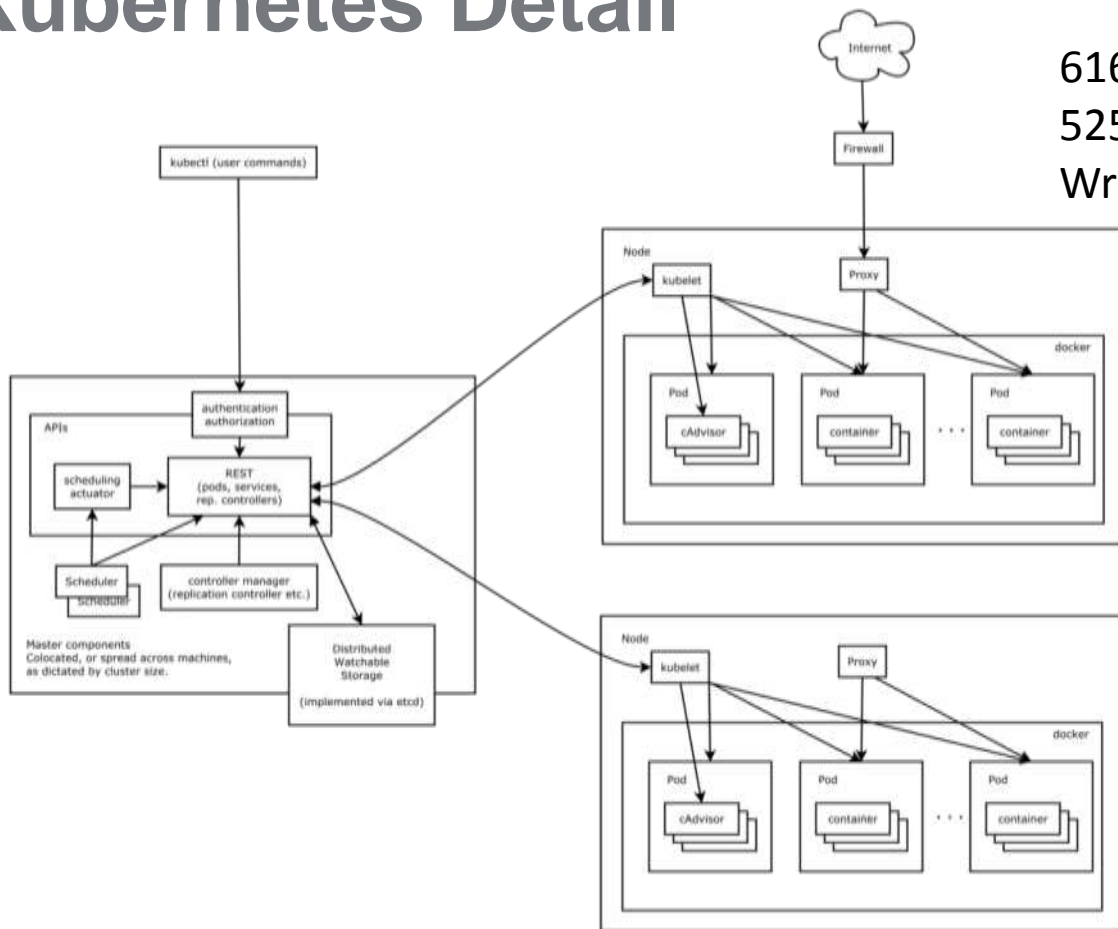 Kubernetes Detail
Internet
616
525
Wr
Firewall
kubectl (user commands)
Node
kubelet
Proxy
docker
Pod
cAdvisor
Pod
container
. . .
Pod
container
authentication
authorization
APIs
REST
(pods, services,
rep. controllers)
scheduling
actuator
Scheduler
Scheduler
controller manager
(replication controller etc.)
Master components
Colocated, or spread across machines,
as dictated by cluster size.
Distributed
Watchable
Storage
(implemented via etcd)
Node
kubelet
Proxy
docker
Pod
cAdvisor
Pod
container
. . .
Pod
container